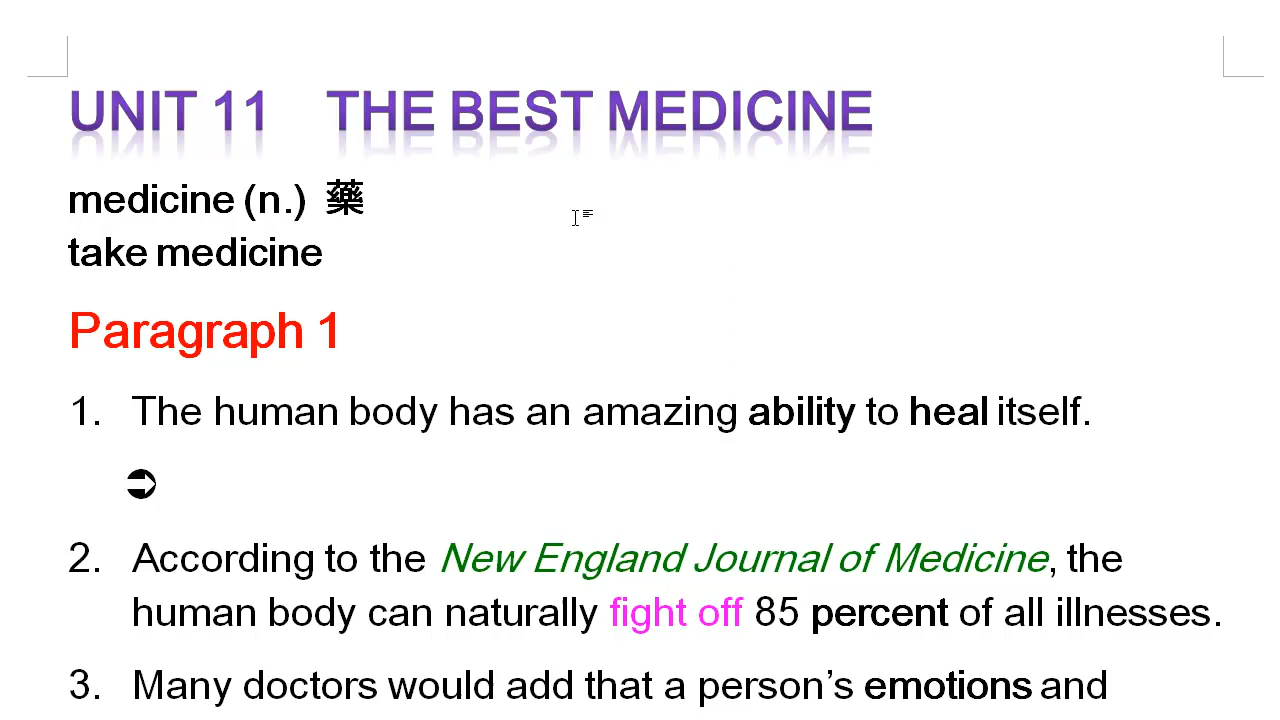 UNIT 11 THE BEST MEDICINE
medicine (n.) 藥
take medicine
Paragraph 1
1. The human body has an amazing ability to heal itself.
➲
2. According to the New England Journal of Medicine, the
human body can naturally fight off 85 percent of all illnesses.
3. Many doctors would add that a person’s emotions and